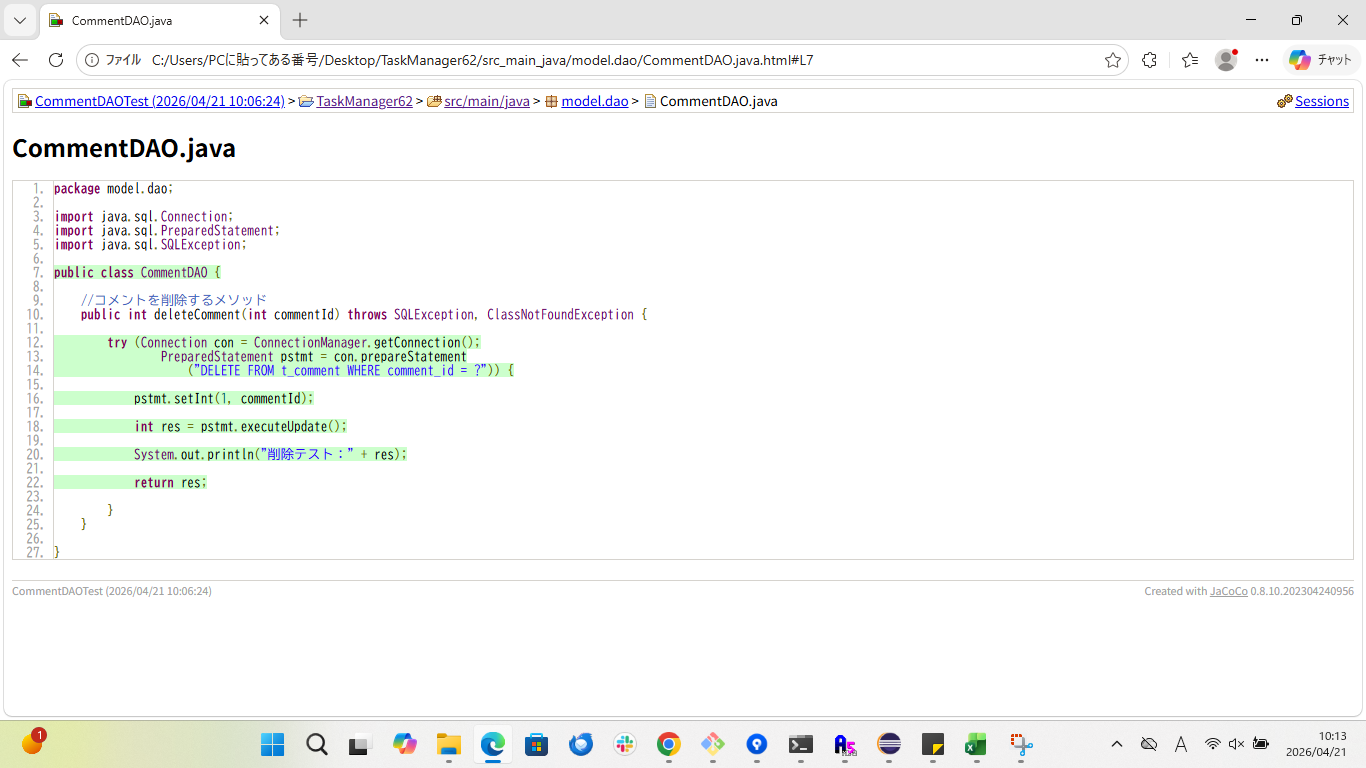 CommentDAO.java
ファイル C:/Users/PCに貼ってある番号/Desktop/TaskManager62/src_main_java/model.dao/CommentDAO.java.html#L7
チャット
CommentDAOTest (2026/04/21 10:06:24) > TaskManager62 > src/main/java > model.dao > CommentDAO.java
Sessions
CommentDAO.java
1. package model.dao;
2.
3. import java.sql.Connection;
4. import java.sql.PreparedStatement;
5. import java.sql.SQLException;
6.
7. public class CommentDAO {
8.
9. //コメントを削除するメソッド
10. public int deleteComment(int commentId) throws SQLException, ClassNotFoundException {
11.
12. try (Connection con = ConnectionManager.getConnection();
13. PreparedStatement pstmt = con.prepareStatement
14. ("DELETE FROM t_comment WHERE comment_id = ?")) {
15.
16. pstmt.setInt(1, commentId);
17.
18. int res = pstmt.executeUpdate();
19.
20. System.out.println("削除テスト：" + res);
21.
22. return res;
23.
24. }
25. }
26.
27. }
CommentDAOTest (2026/04/21 10:06:24)
Created with JaCoCo 0.8.10.202304240956
1
A
10:13
2026/04/21